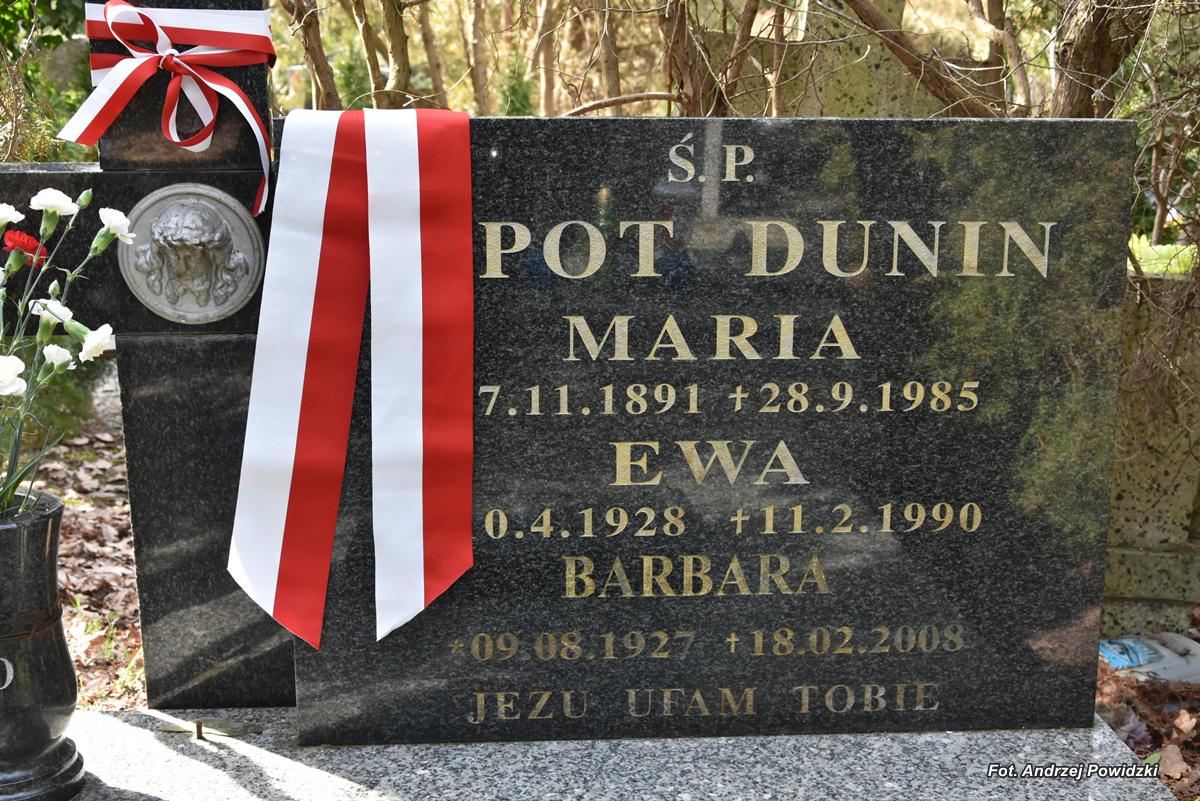 Ś. P.
POT DUNIN
MARIA
7.11.1891 †28.9.1985
EWA
0.4.1928 †11.2.1990
BARBARA
*09.08.1927 †18.02.2008
JEZU UFAM TOBIE
Fot. Andrzej Powidzki